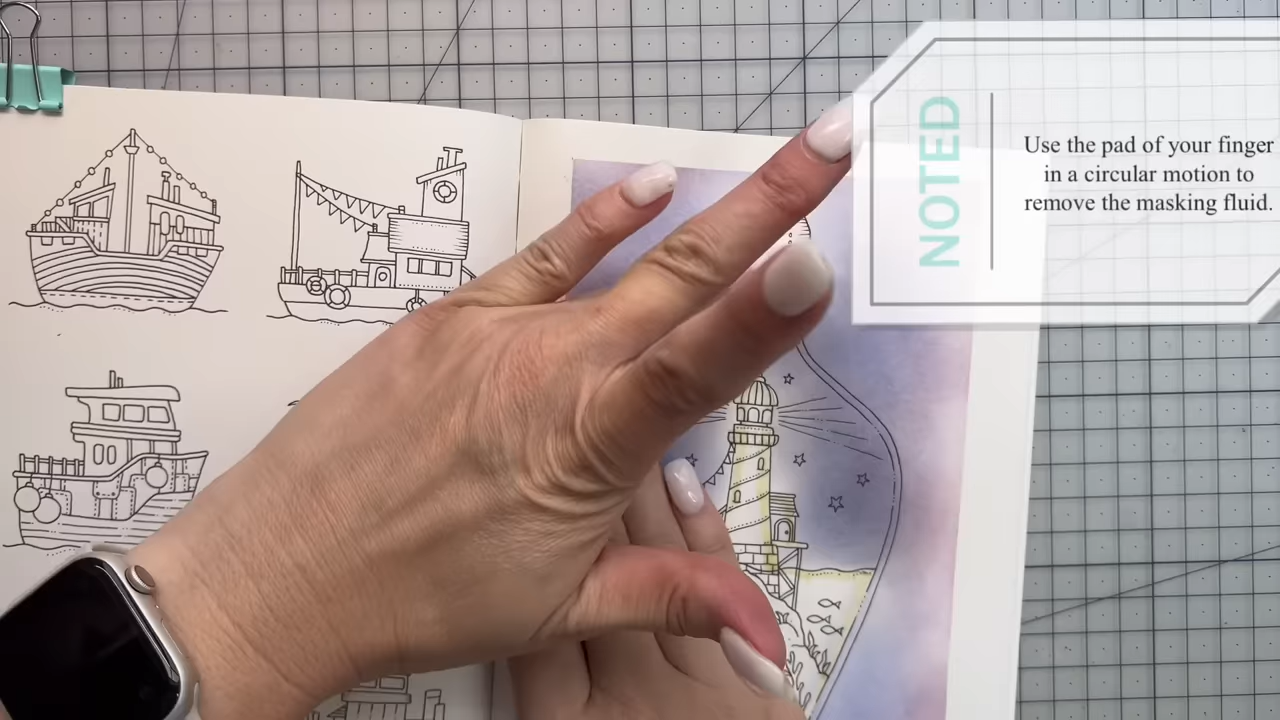 NOTED
Use the pad of your finger
in a circular motion to
remove the masking fluid.